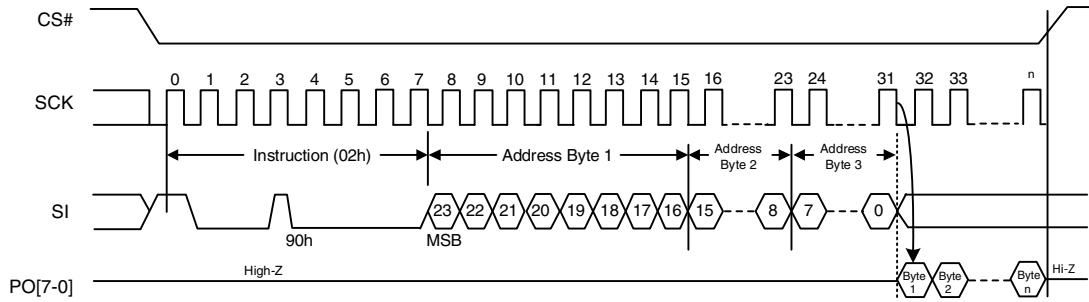 CS#
0 1 2 3 4 5 6 7 8 9 10 11 12 13 14 15 16 23 24 31 32 33 n
SCK
Instruction (02h) Address Byte 1 Address Byte 2 Address Byte 3
SI 23 22 21 20 19 18 17 16 15 8 7 0
90h MSB
High-Z Hi-Z
PO[7-0] Byte 1 Byte 2 Byte n